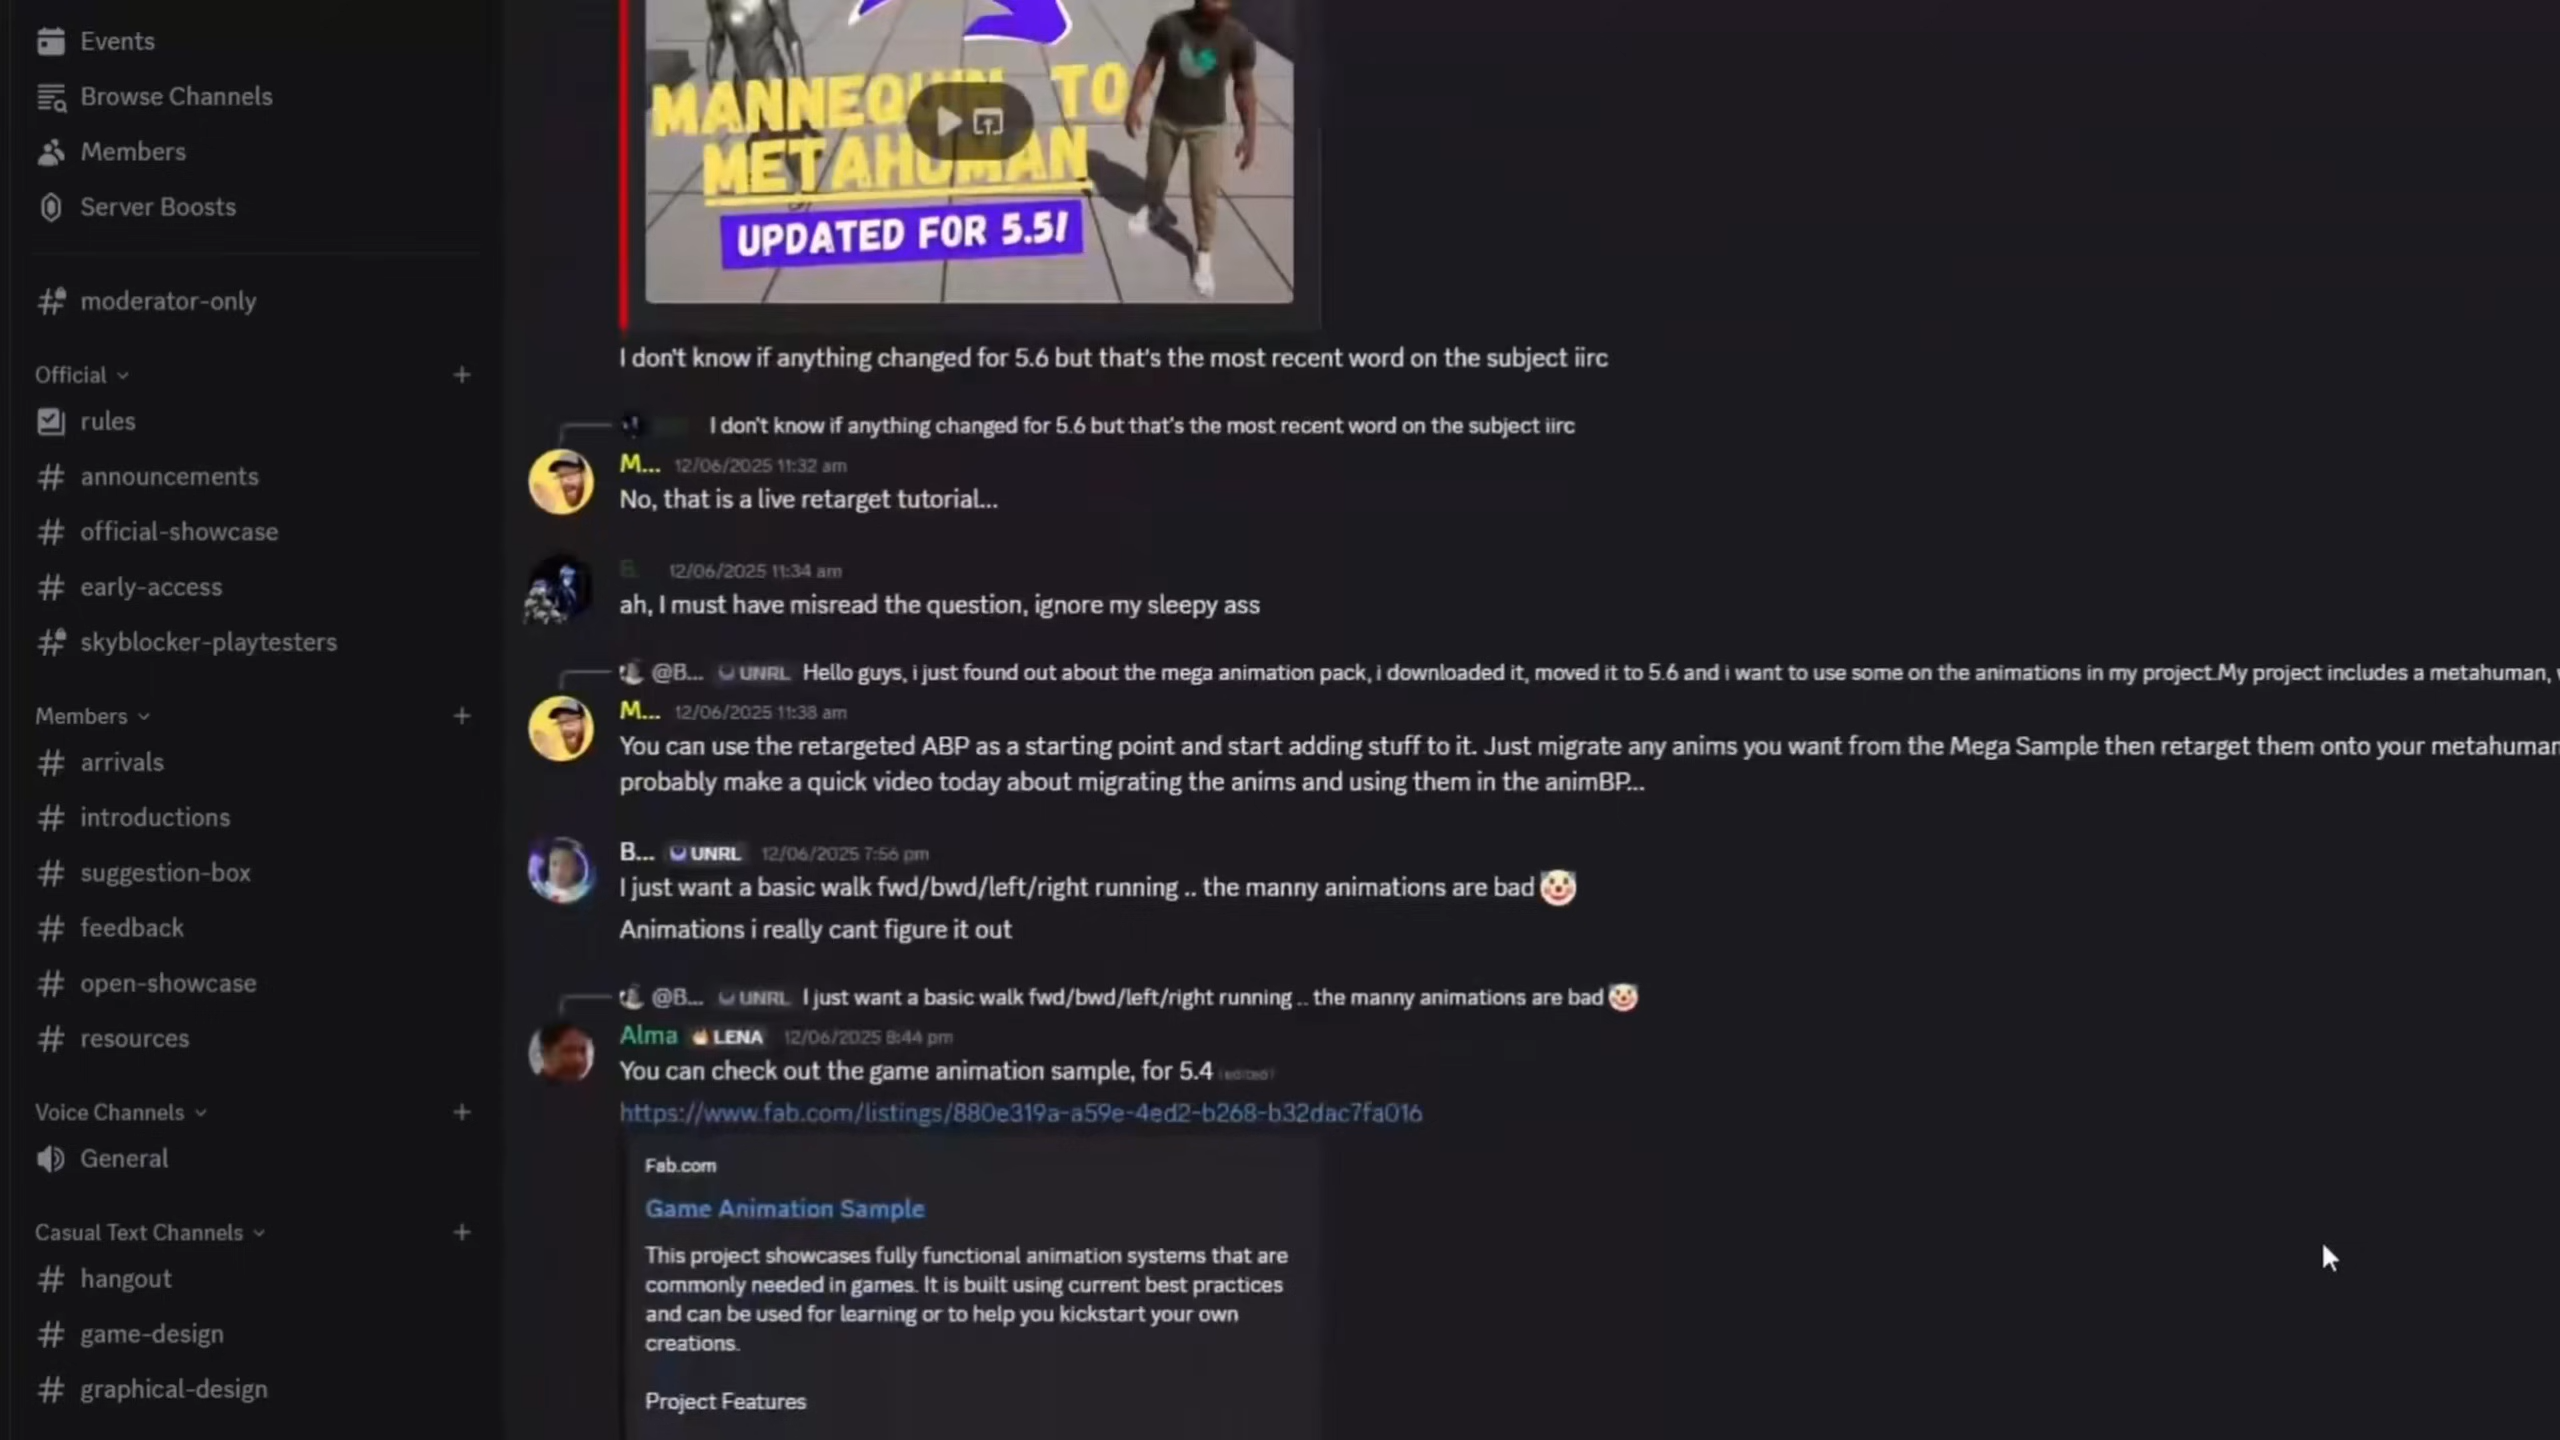 Events
Browse Channels
Members
Server Boosts
moderator-only
Official
rules
announcements
official-showcase
early-access
skyblocker-playtesters
Members
arrivals
introductions
suggestion-box
feedback
open-showcase
resources
Voice Channels
General
Casual Text Channels
hangout
game-design
graphical-design
TO
UPDATED FOR 5.5!
I don't know if anything changed for 5.6 but that's the most recent word on the subject iirc
I don't know if anything changed for 5.6 but that's the most recent word on the subject iirc
M... 12/06/2025 11:32 am
No, that is a live retarget tutorial...
12/06/2025 11:34 am
ah, I must have misread the question, ignore my sleepy ass
@B... UNRL Hello guys, i just found out about the mega animation pack, i downloaded it, moved it to 5.6 and i want to use some on the animations in my project.My project includes a metahuman,
M... 12/06/2025 11:38 am
You can use the retargeted ABP as a starting point and start adding stuff to it. Just migrate any anims you want from the Mega Sample then retarget them onto your metahuman
probably make a quick video today about migrating the anims and using them in the animBP...
B... UNRL 12/06/2025 7:56 pm
I just want a basic walk fwd/bwd/left/right running .. the manny animations are bad 🤡
Animations i really cant figure it out
@B... UNRL I just want a basic walk fwd/bwd/left/right running .. the manny animations are bad 🤡
Alma LENA 12/06/2025 8:44 pm
You can check out the game animation sample, for 5.4 (edited)
https://www.fab.com/listings/880e319a-a59e-4ed2-b268-b32dac7fa016
Fab.com
Game Animation Sample
This project showcases fully functional animation systems that are
commonly needed in games. It is built using current best practices
and can be used for learning or to help you kickstart your own
creations.
Project Features